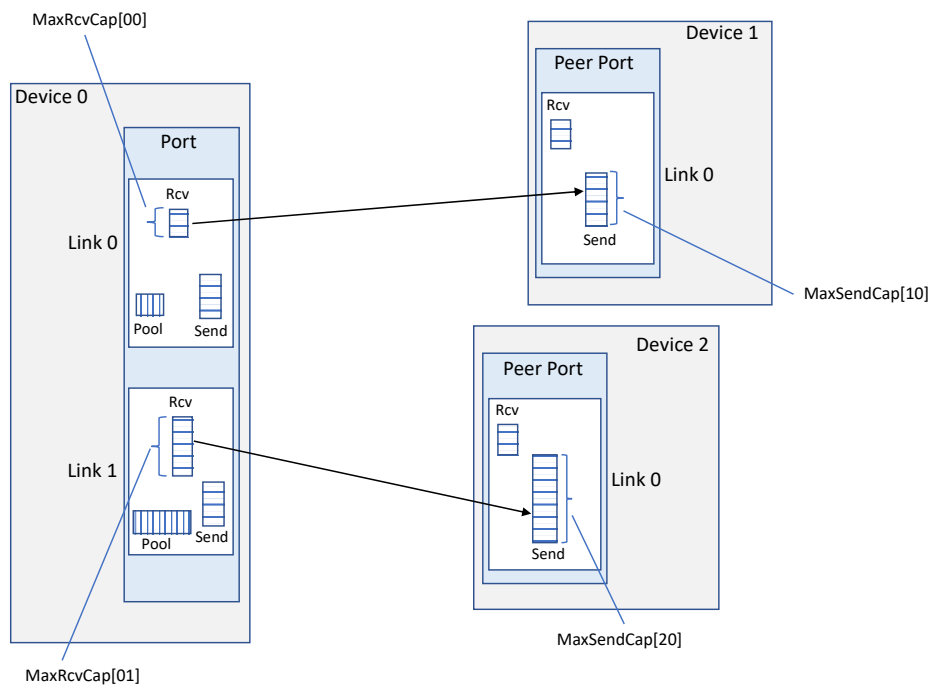 MaxRcvCap[00]
Device 0
Port
Rcv
Link 0
Pool
Send
Rcv
Link 1
Send
Pool
MaxRcvCap[01]
Device 1
Peer Port
Rcv
Link 0
Send
MaxSendCap[10]
Device 2
Peer Port
Rcv
Link 0
Send
MaxSendCap[20]